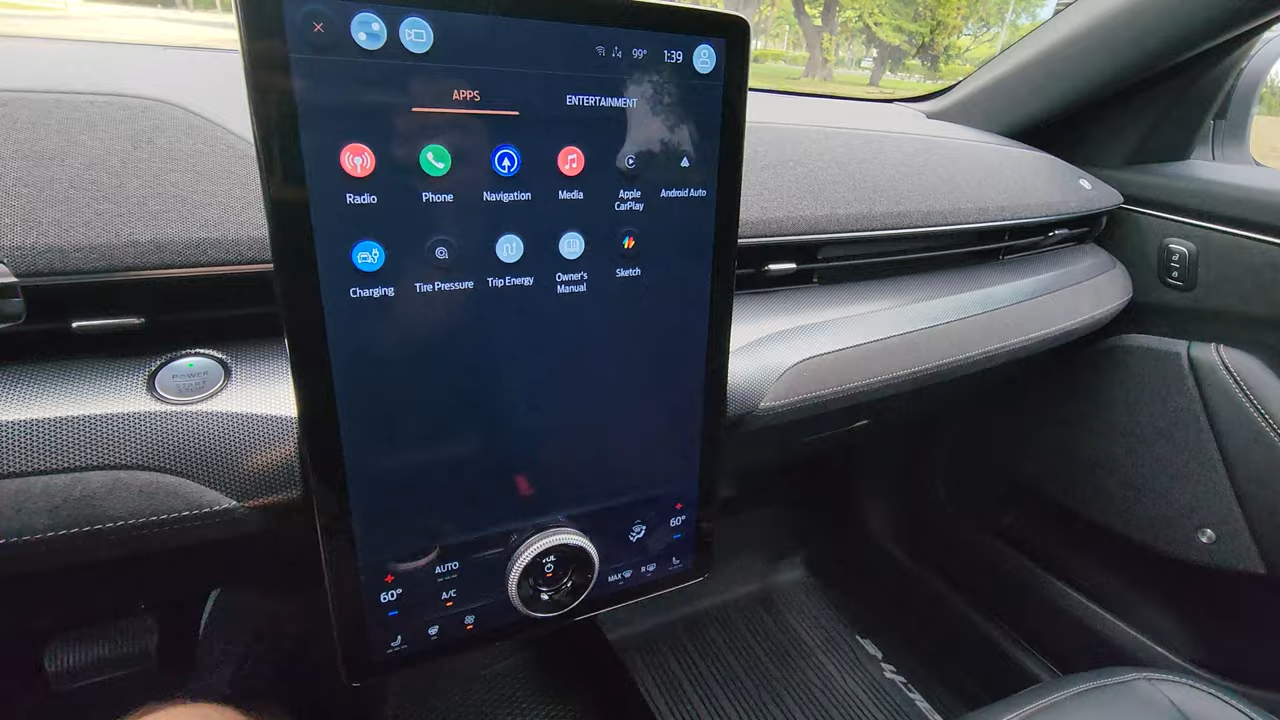 99° 1:39
APPS ENTERTAINMENT
Radio Phone Navigation Media Apple CarPlay Android Auto
Charging Tire Pressure Trip Energy Owner's Manual Sketch
POWER
START
STOP
VOL
60°
AUTO
60°
A/C
MAX R